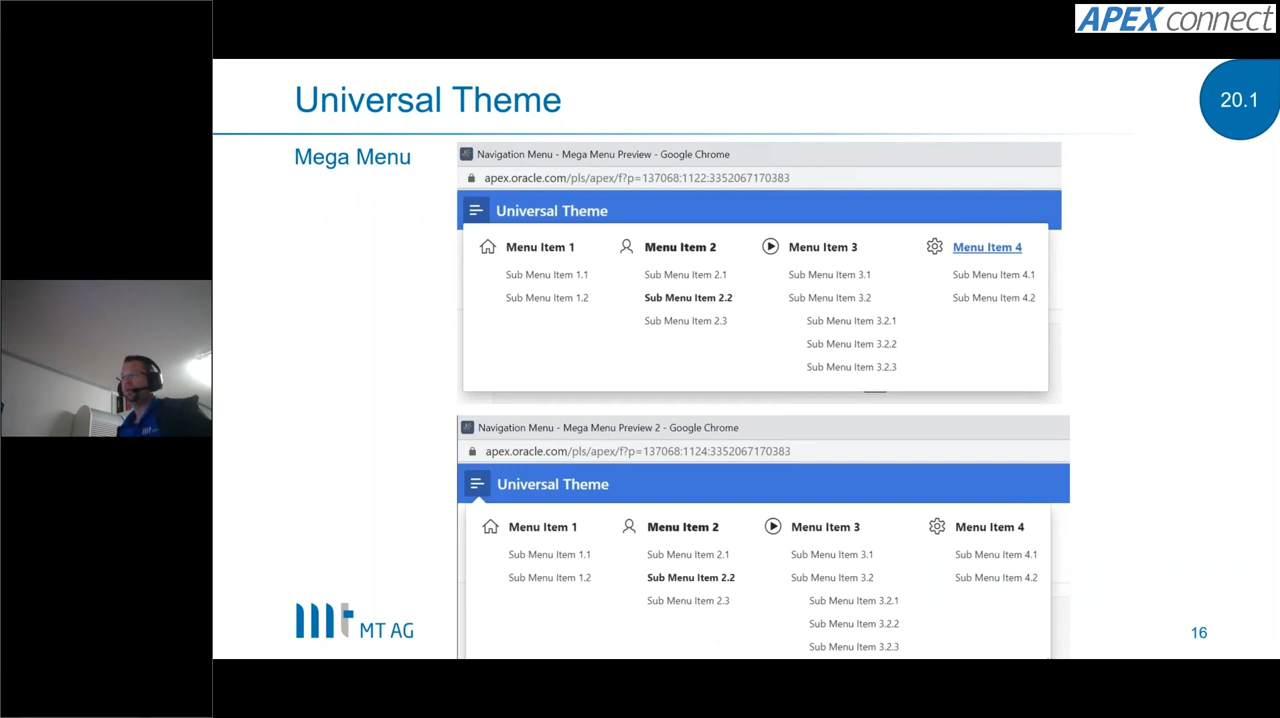 APEX connect
Universal Theme
20.1
Mega Menu
Navigation Menu - Mega Menu Preview - Google Chrome
apex.oracle.com/pls/apex/f?p=137068:1122:3352067170383
Universal Theme
Menu Item 1 Menu Item 2 Menu Item 3 Menu Item 4
Sub Menu Item 1.1 Sub Menu Item 2.1 Sub Menu Item 3.1 Sub Menu Item 4.1
Sub Menu Item 1.2 Sub Menu Item 2.2 Sub Menu Item 3.2 Sub Menu Item 4.2
Sub Menu Item 2.3 Sub Menu Item 3.2.1
Sub Menu Item 3.2.2
Sub Menu Item 3.2.3
Navigation Menu - Mega Menu Preview 2 - Google Chrome
apex.oracle.com/pls/apex/f?p=137068:1124:3352067170383
Universal Theme
Menu Item 1 Menu Item 2 Menu Item 3 Menu Item 4
Sub Menu Item 1.1 Sub Menu Item 2.1 Sub Menu Item 3.1 Sub Menu Item 4.1
Sub Menu Item 1.2 Sub Menu Item 2.2 Sub Menu Item 3.2 Sub Menu Item 4.2
Sub Menu Item 2.3 Sub Menu Item 3.2.1
Sub Menu Item 3.2.2
Sub Menu Item 3.2.3
mt MT AG
16